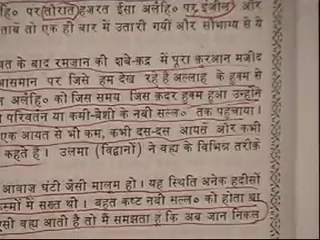 हि० पर (तौरात) हजरत ईसा अलैहि० पर इंजील) और
ताबें तो एक ही बार में उतारी गयीं और सौभाग्य से ये
त के बाद रमजान की शबे-कद्र में पूरा कुरआन मजीद
आसमान पर जिसे हम देख रहे हैं अल्लाह के हुक्म से
अलैहि० को जिस समय जिस क़दर हुक्म हुआ उन्होंने
परिवर्तन या कमी-बेशी के नबी सल्ल० तक पहुंचाया।
एक आयत से भी कम, कभी दस-दस आयतें और कभी
कहते हैं। उलमा (विद्वानों) ने वह्य के विभिन्न तरीक़े
आवाज़ घंटी जैसी मालूम हो। यह स्थिति अनेक हदीसों
स्मों में सख्त थी। बहुत कष्ट नबी सल्ल० को होता था
सी वह्य आती है तो मैं समझता हूं कि अब जान निकल